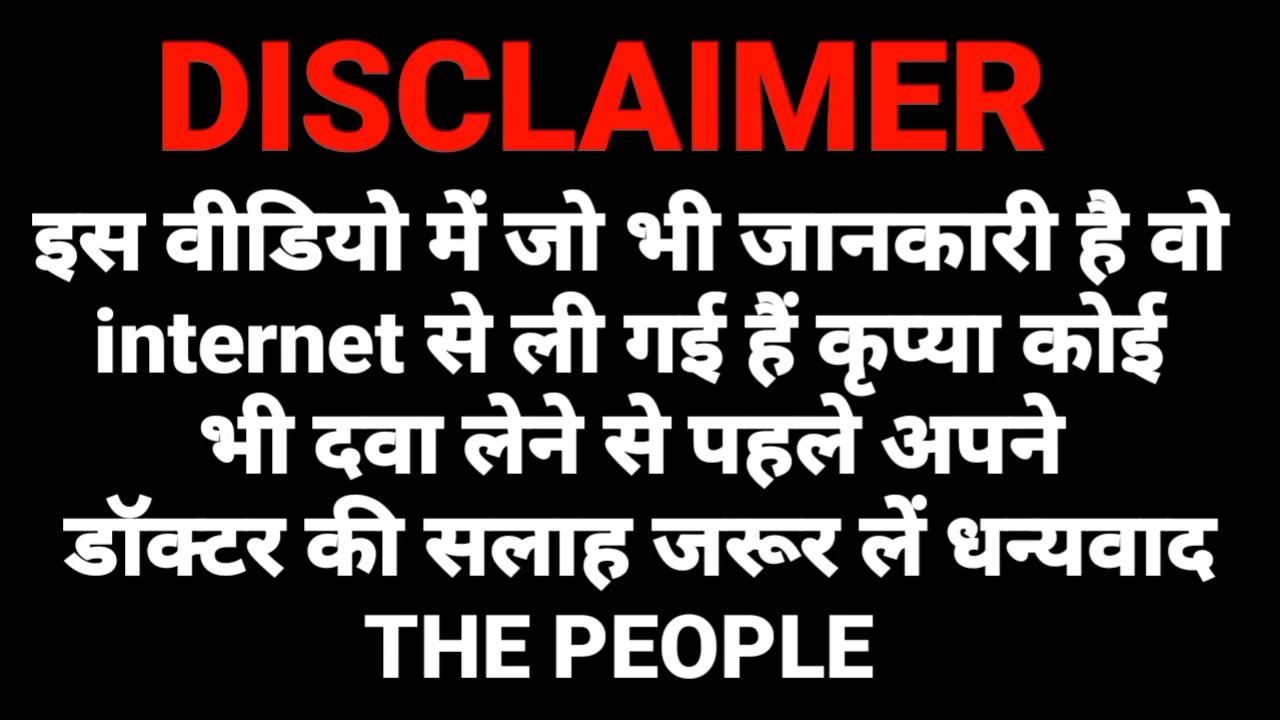 DISCLAIMER
इस वीडियो में जो भी जानकारी है वो
internet से ली गई हैं कृप्या कोई
भी दवा लेने से पहले अपने
डॉक्टर की सलाह जरूर लें धन्यवाद
THE PEOPLE